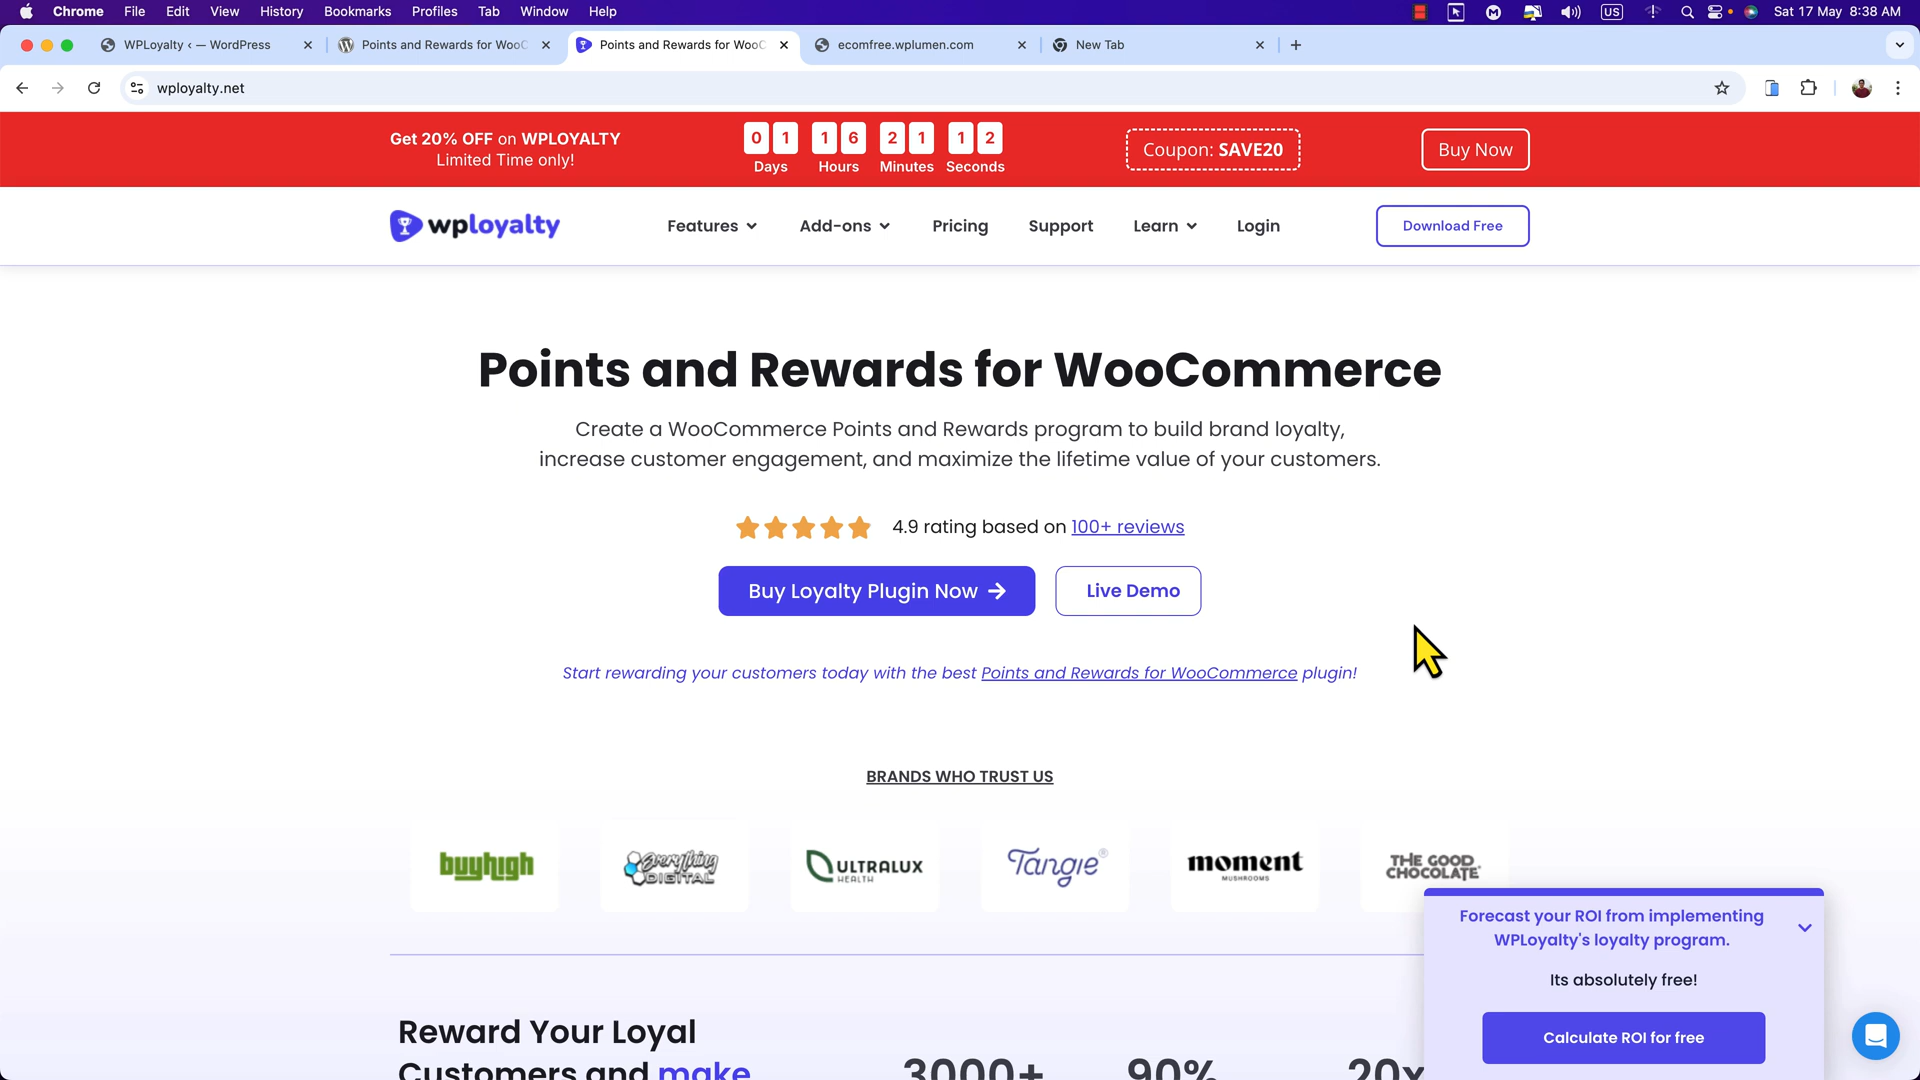 Chrome File Edit View History Bookmarks Profiles Tab Window Help
US Sat 17 May 8:38 AM
WPLoyalty ‹ — WordPress
Points and Rewards for WooC
Points and Rewards for WooC
ecomfree.wplumen.com
New Tab
wployalty.net
Get 20% OFF on WPLOYALTY
Limited Time only!
0 1 1 6 2 1 1 2
Days Hours Minutes Seconds
Coupon: SAVE20
Buy Now
wployalty
Features Add-ons Pricing Support Learn Login
Download Free
Points and Rewards for WooCommerce
Create a WooCommerce Points and Rewards program to build brand loyalty,
increase customer engagement, and maximize the lifetime value of your customers.
4.9 rating based on 100+ reviews
Buy Loyalty Plugin Now
Live Demo
Start rewarding your customers today with the best Points and Rewards for WooCommerce plugin!
BRANDS WHO TRUST US
buyhigh
Everything
DIGITAL
ULTRALUX
HEALTH
Tangie®
moment
MUSHROOMS
THE GOOD
CHOCOLATE
Forecast your ROI from implementing
WPLoyalty's loyalty program.
Its absolutely free!
Calculate ROI for free
Reward Your Loyal
Customers and make
3000+ 90% 20x